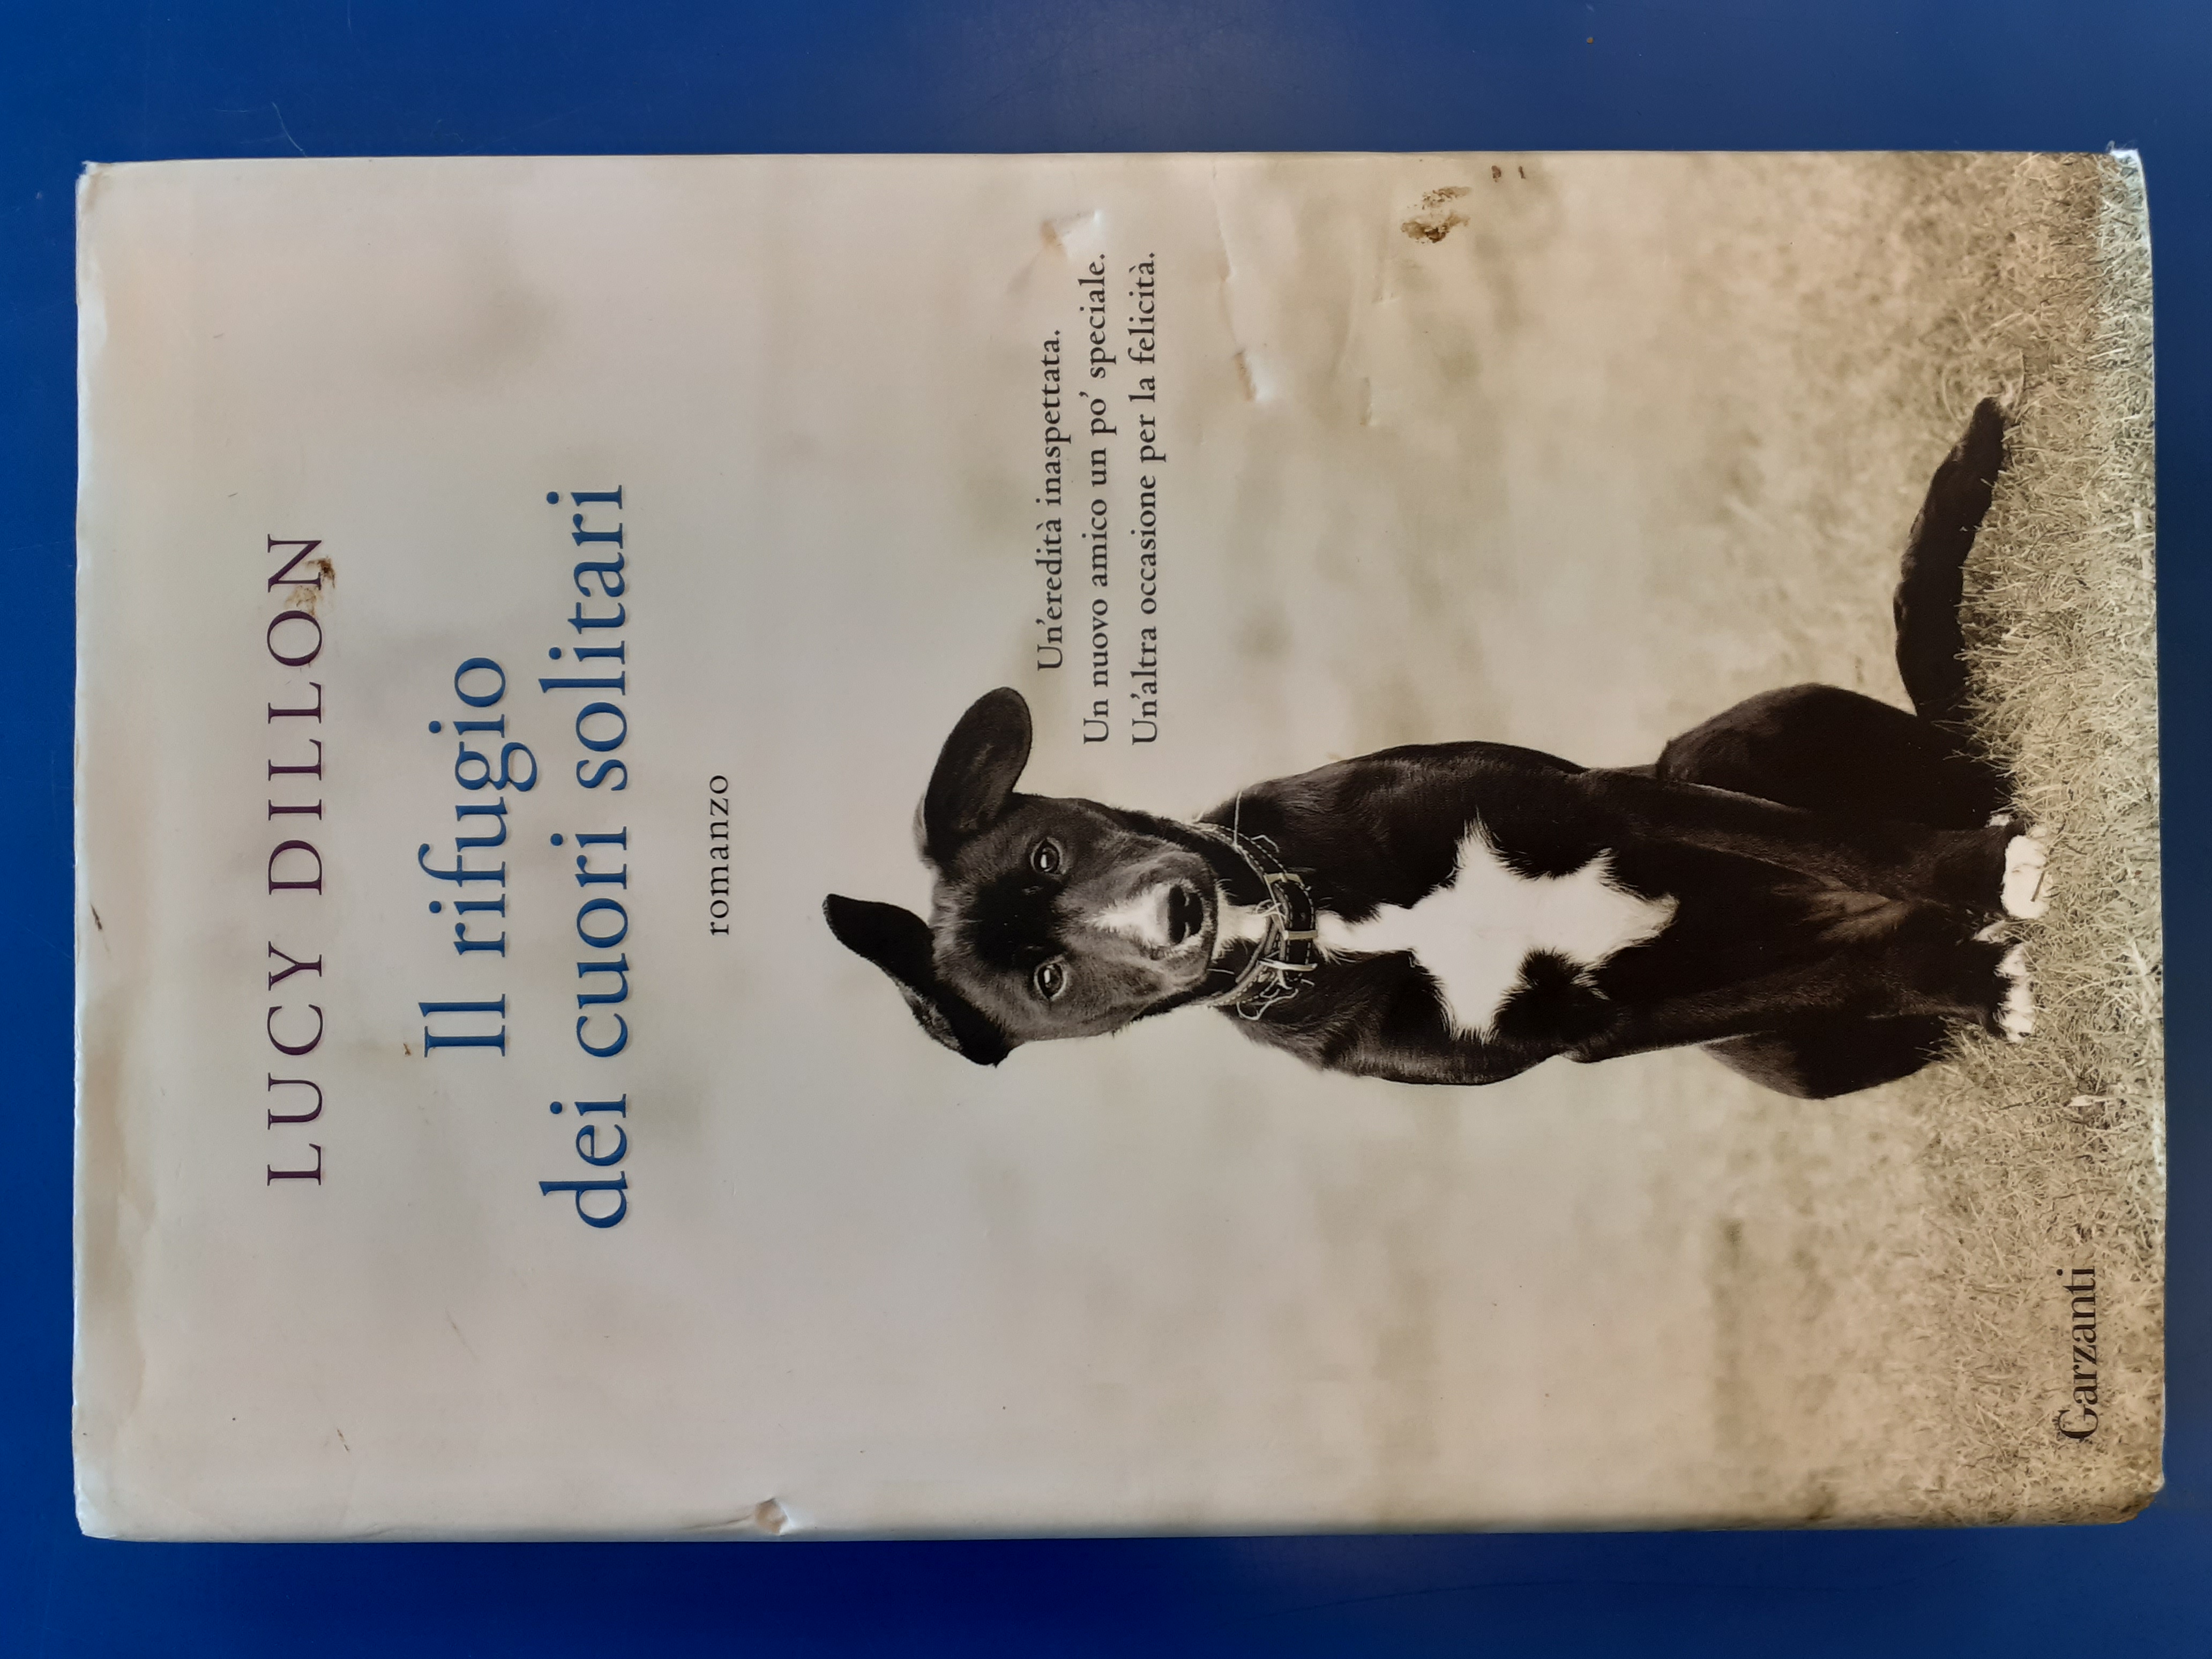 LUCY DILLON
Il rifugio
dei cuori solitari
romanzo
Un'eredità inaspettata.
Un nuovo amico un po' speciale.
Un'altra occasione per la felicità.
Garzanti